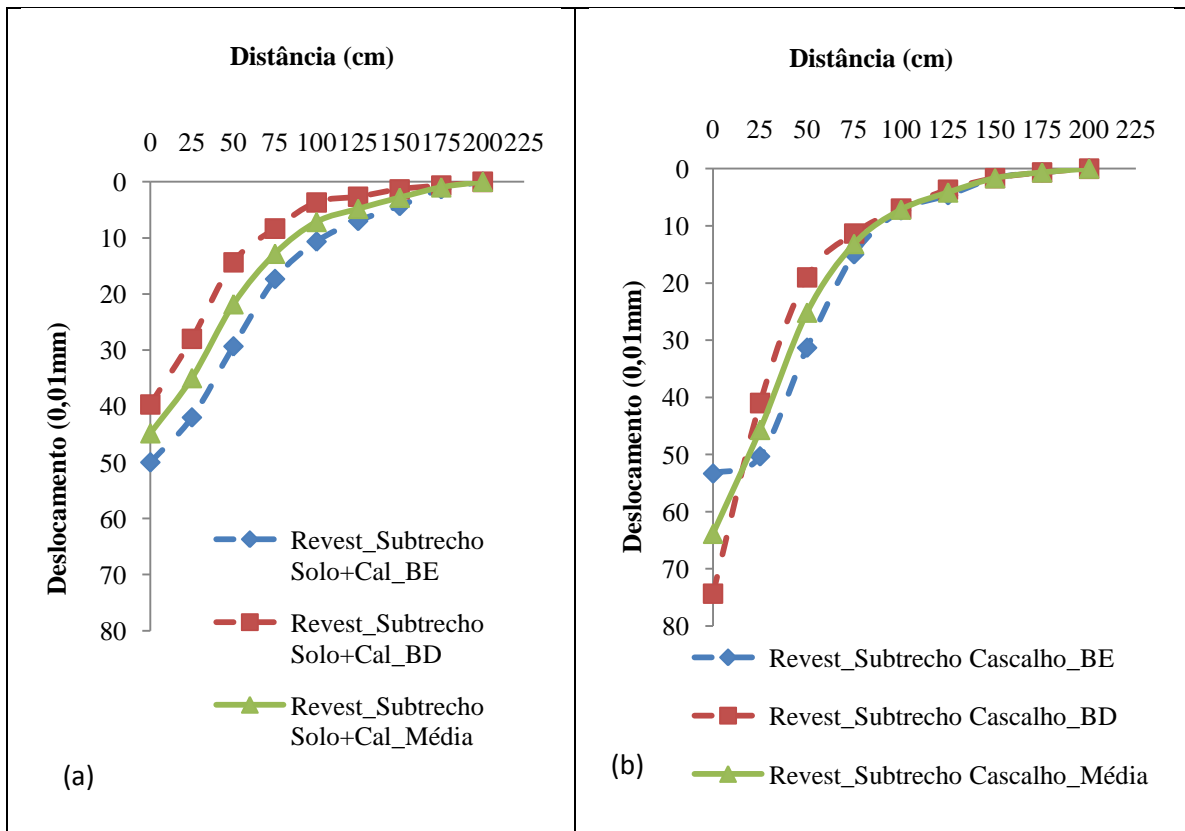 Distância (cm)
0 25 50 75 100 125 150 175 200 225
0
10
20
30
40
50
60
70
80
Deslocamento (0,01mm)
Revest_Subtrecho
Solo+Cal_BE
Revest_Subtrecho
Solo+Cal_BD
Revest_Subtrecho
Solo+Cal_Média
(a)
Distância (cm)
0 25 50 75 100 125 150 175 200 225
0
10
20
30
40
50
60
70
80
Deslocamento (0,01mm)
Revest_Subtrecho Cascalho_BE
Revest_Subtrecho Cascalho_BD
Revest_Subtrecho Cascalho_Média
(b)